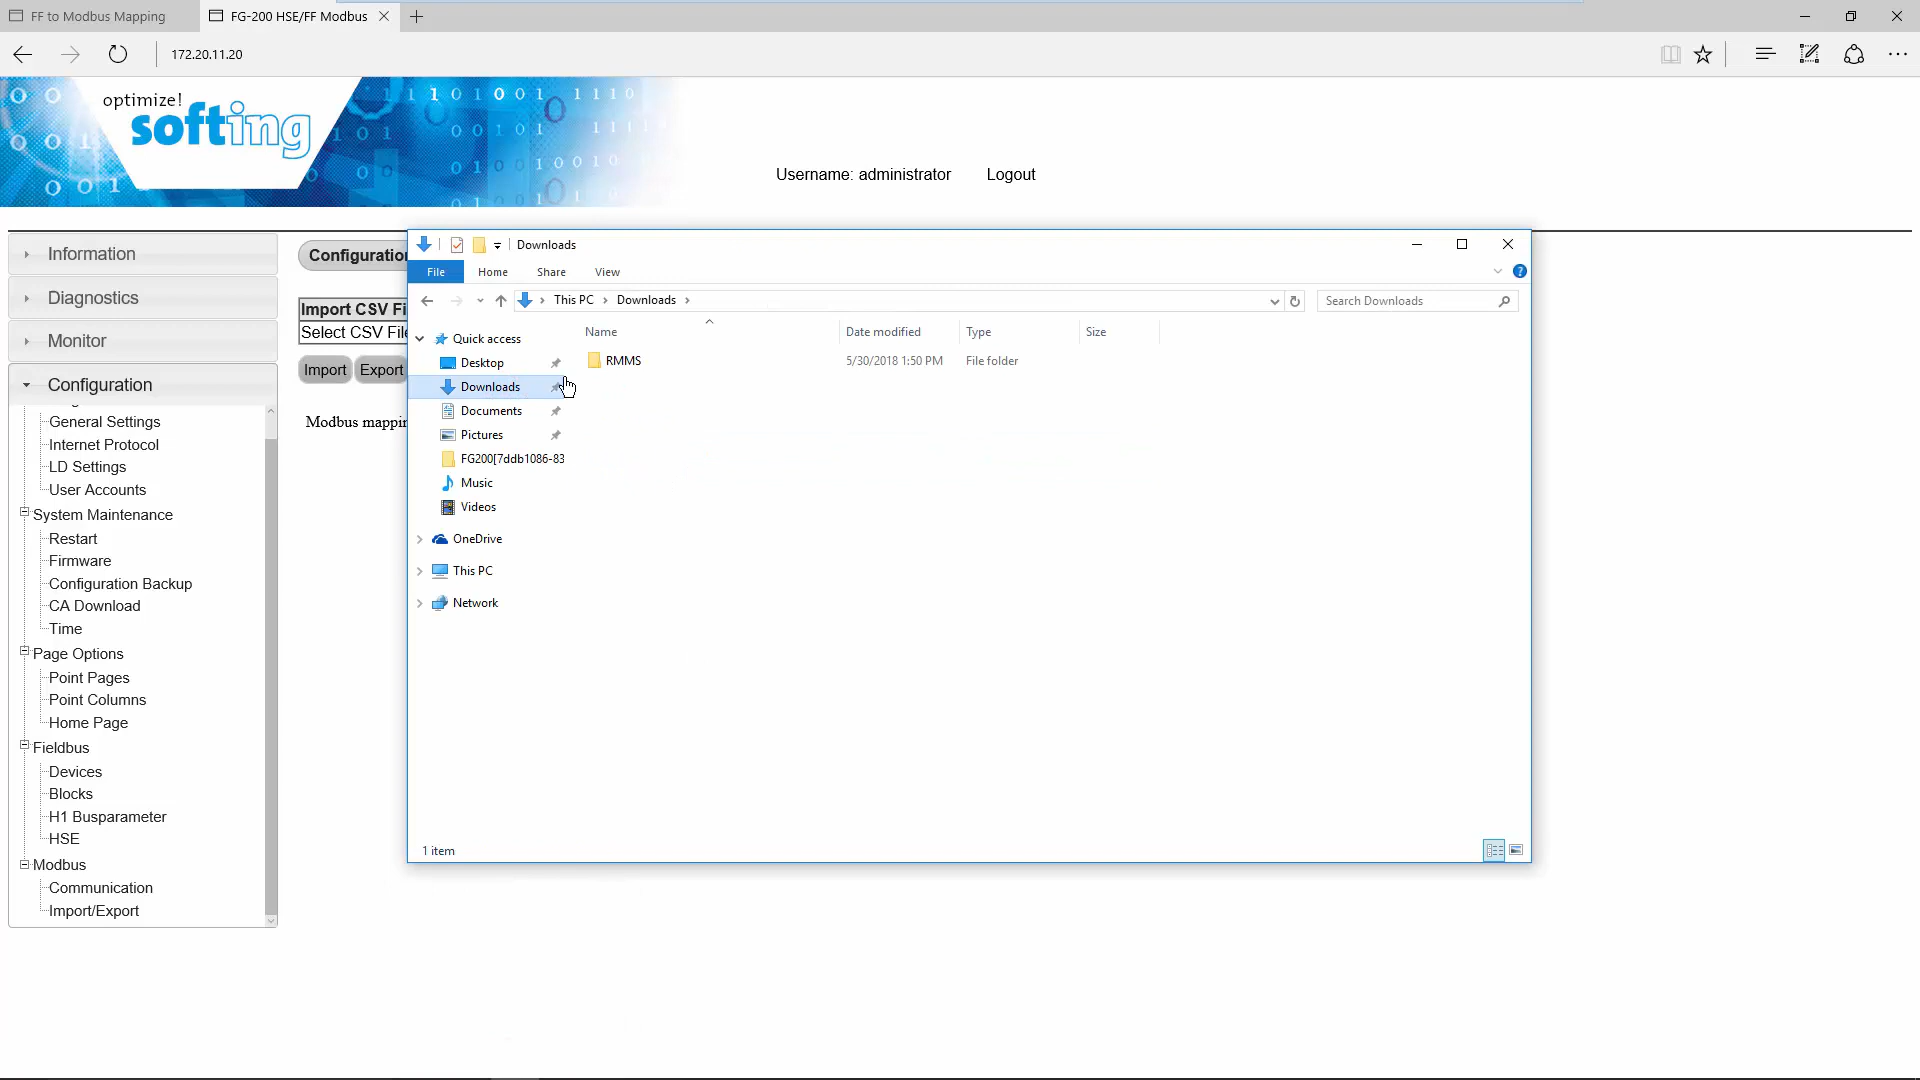 FF to Modbus Mapping
FG-200 HSE/FF Modbus
172.20.11.20
optimize!
softing
Username: administrator
Logout
Information
Diagnostics
Monitor
Configuration
General Settings
Internet Protocol
LD Settings
User Accounts
System Maintenance
Restart
Firmware
Configuration Backup
CA Download
Time
Page Options
Point Pages
Point Columns
Home Page
Fieldbus
Devices
Blocks
H1 Busparameter
HSE
Modbus
Communication
Import/Export
Configuratio
Import CSV Fi
Select CSV File
Import
Export
Modbus mappin
Downloads
File
Home
Share
View
This PC
Downloads
Search Downloads
Quick access
Desktop
Downloads
Documents
Pictures
FG200[7ddb1086-83
Music
Videos
OneDrive
This PC
Network
Name
Date modified
Type
Size
RMMS
5/30/2018 1:50 PM
File folder
1 item